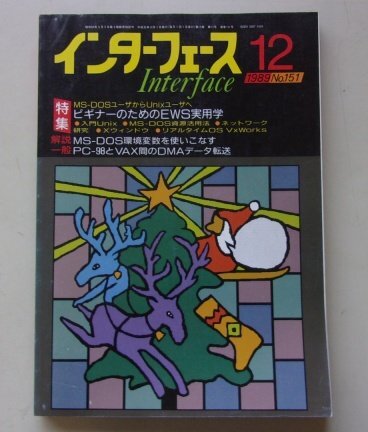 インターフェース 12
Interface
1989 No.151
特集
MS-DOSユーザからUnixユーザへ
ビギナーのためのEWS実用学
●入門Unix ●MS-DOS資源活用法 ●ネットワーク
研究 ●Xウィンドウ ●リアルタイムOS VxWorks
解説 MS-DOS環境変数を使いこなす
一般 PC-98とVAX間のDMAデータ転送